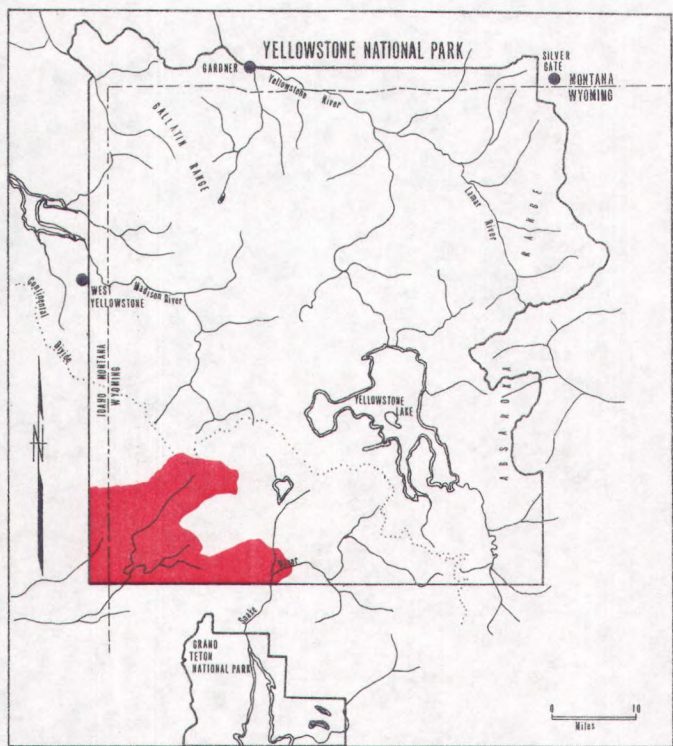 YELLOWSTONE NATIONAL PARK
GARDNER
SILVER
GATE
MONTANA
WYOMING
Yellowstone
River
GALLATIN
RANGE
Lamar
River
RANGE
ABSAROKA
WEST
YELLOWSTONE
Madison River
Continental
Divide
IDAHO
MONTANA
WYOMING
YELLOWSTONE
LAKE
N
River
Snake
GRAND
TETON
NATIONAL PARK
0 10
Miles